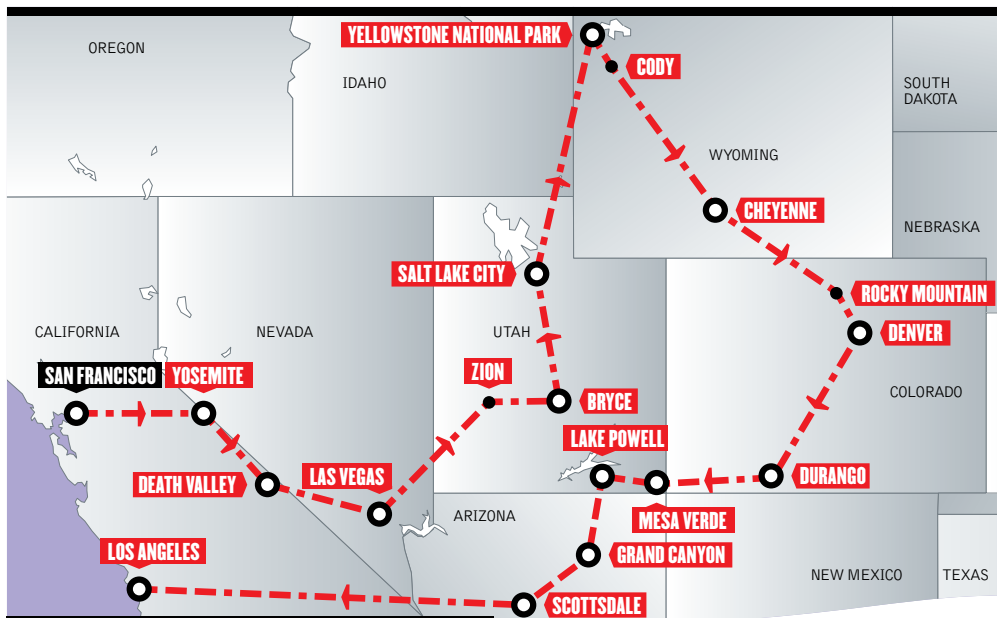 YELLOWSTONE NATIONAL PARK
OREGON
CODY
IDAHO
SOUTH
DAKOTA
WYOMING
CHEYENNE
NEBRASKA
SALT LAKE CITY
ROCKY MOUNTAIN
CALIFORNIA
NEVADA
UTAH
DENVER
SAN FRANCISCO
YOSEMITE
ZION
BRYCE
COLORADO
LAKE POWELL
DEATH VALLEY
LAS VEGAS
DURANGO
ARIZONA
MESA VERDE
LOS ANGELES
GRAND CANYON
NEW MEXICO
TEXAS
SCOTTSDALE